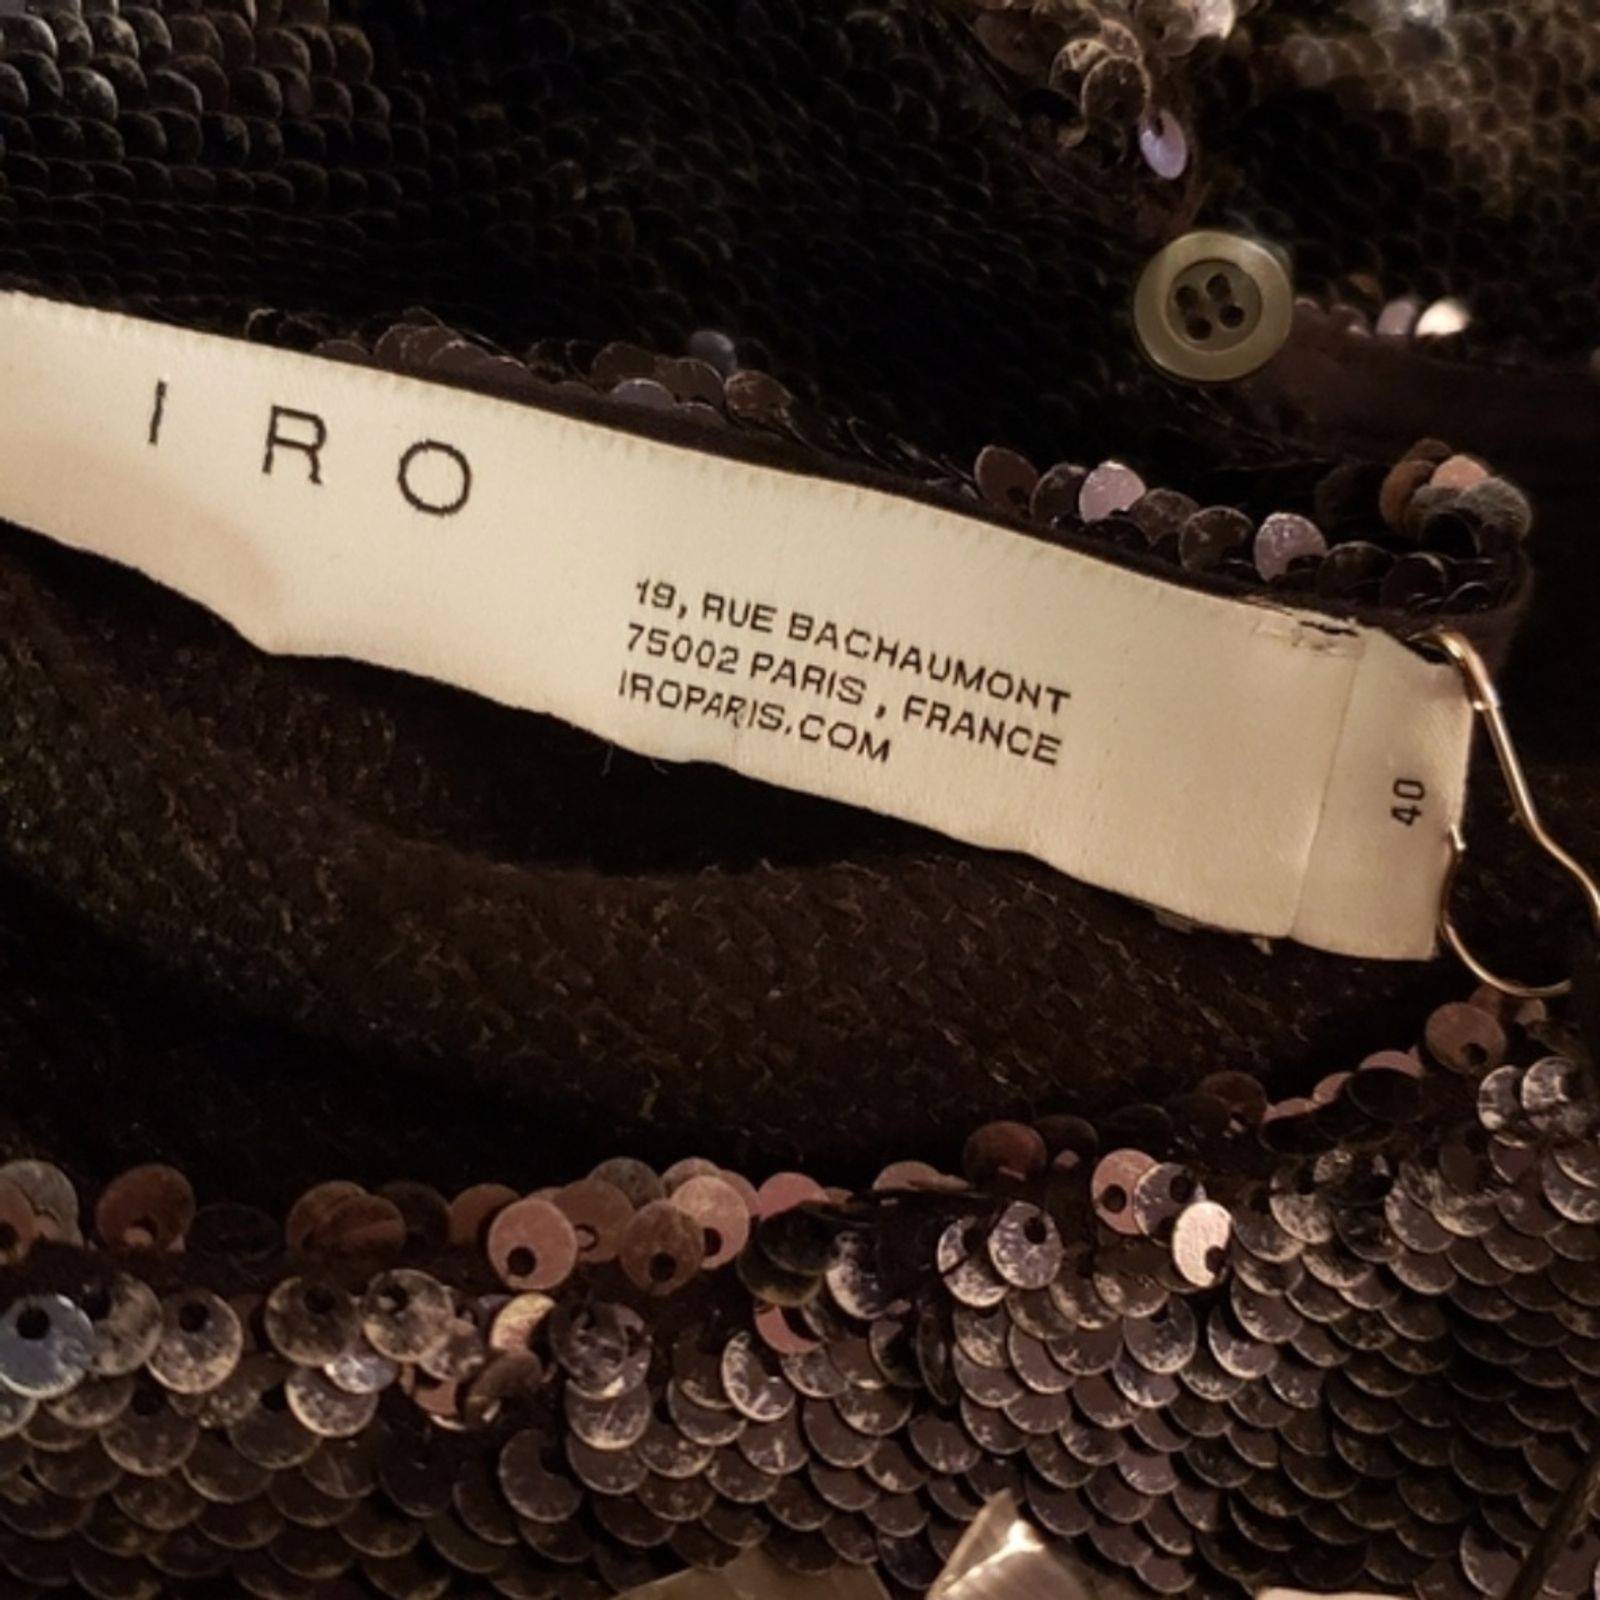 IRO
19, RUE BACHAUMONT
75002 PARIS, FRANCE
IROPARIS.COM
40